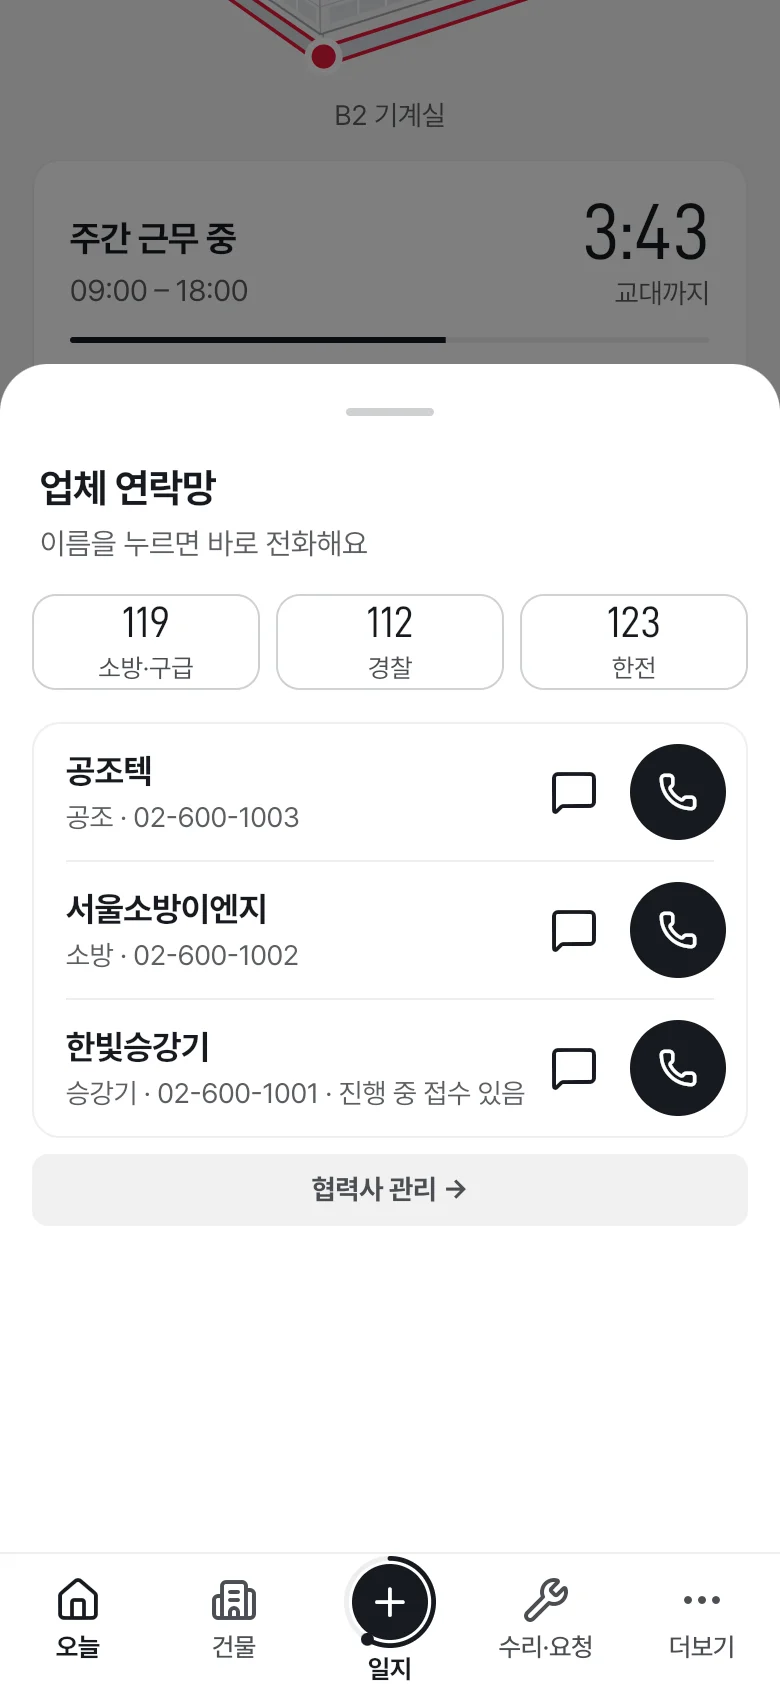 B2 기계실
주간 근무 중
3:43
09:00 – 18:00
교대까지
업체 연락망
이름을 누르면 바로 전화해요
119
소방·구급
112
경찰
123
한전
공조텍
공조 · 02-600-1003
서울소방이엔지
소방 · 02-600-1002
한빛승강기
승강기 · 02-600-1001 · 진행 중 접수 있음
협력사 관리 →
오늘
건물
일지
수리·요청
더보기